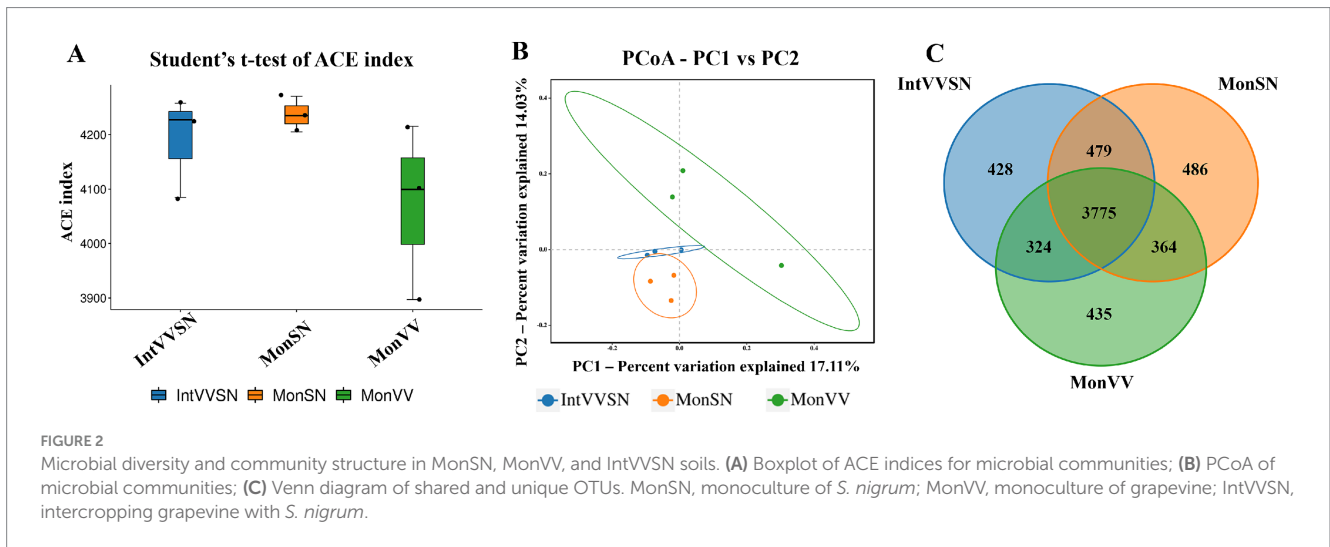 A
Student's t-test of ACE index
ACE index
4200
4100
4000
3900
IntVVSN
MonSN
MonVV
IntVVSN MonSN MonVV
B
PCoA - PC1 vs PC2
PC2 – Percent variation explained 14.03%
0.4
0.2
0.0
-0.2
-0.2 0.0 0.2 0.4
PC1 – Percent variation explained 17.11%
IntVVSN MonSN MonVV
C
IntVVSN
MonSN
479
428
486
3775
324
364
435
MonVV
FIGURE 2
Microbial diversity and community structure in MonSN, MonVV, and IntVVSN soils. (A) Boxplot of ACE indices for microbial communities; (B) PCoA of
microbial communities; (C) Venn diagram of shared and unique OTUs. MonSN, monoculture of S. nigrum; MonVV, monoculture of grapevine; IntVVSN,
intercropping grapevine with S. nigrum.